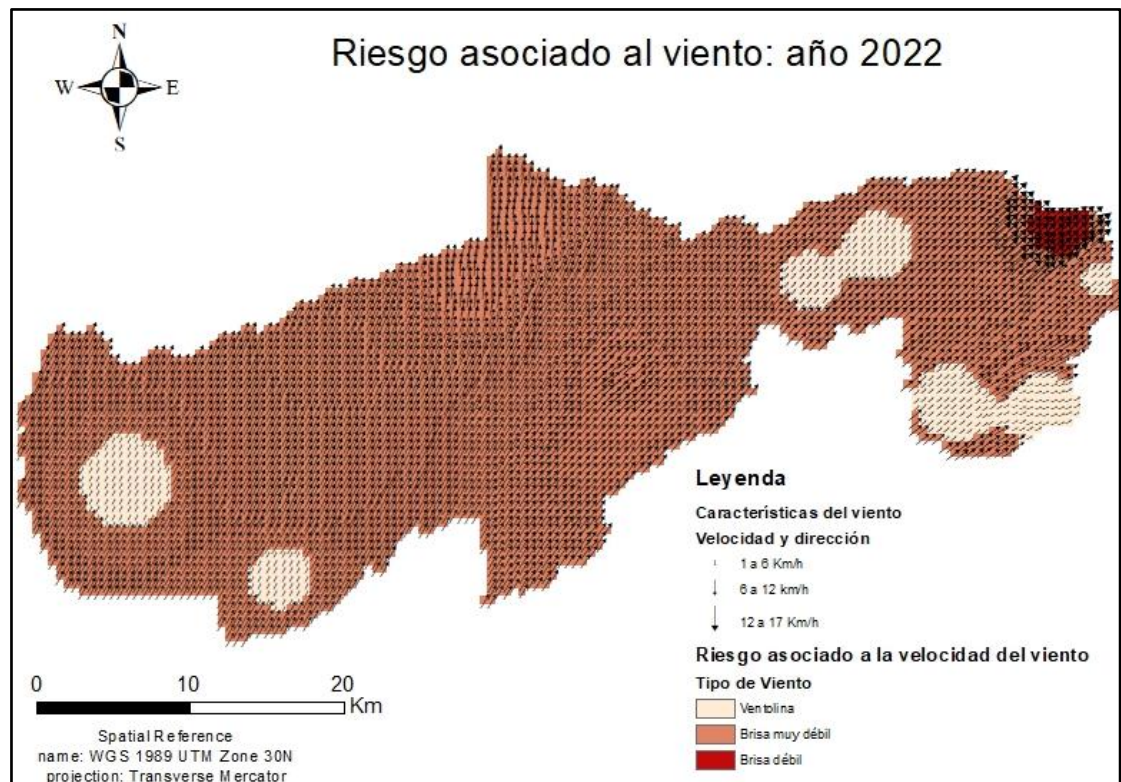 Riesgo asociado al viento: año 2022
N
W E
S
Leyenda
Características del viento
Velocidad y dirección
1 a 6 Km/h
6 a 12 km/h
12 a 17 Km/h
Riesgo asociado a la velocidad del viento
Tipo de Viento
Ventolina
Brisa muy débil
Brisa débil
0 10 20
Km
Spatial Reference
name: WGS 1989 UTM Zone 30N
projection: Transverse Mercator